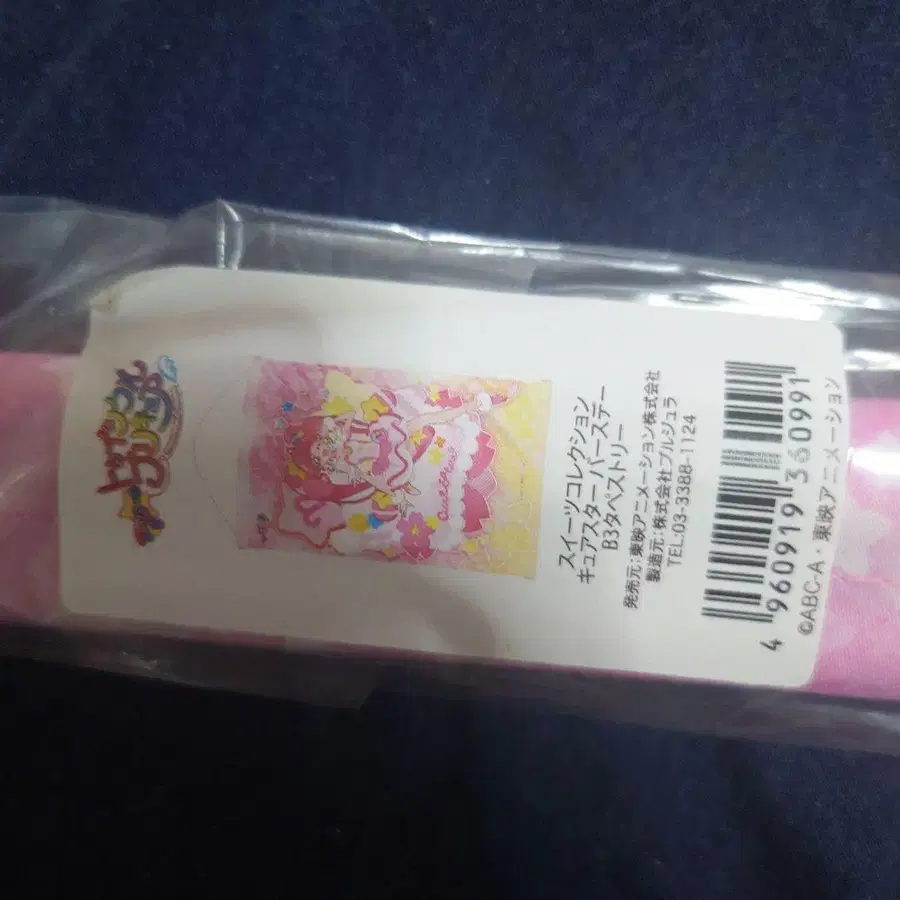 スイーツコレクション
キュアスター バースデー
B3タペストリー
発売元:東映アニメーション株式会社
製造元:株式会社プルジュラ
TEL:03-3388-1124
4 960919 360991
©ABC-A・東映アニメーション